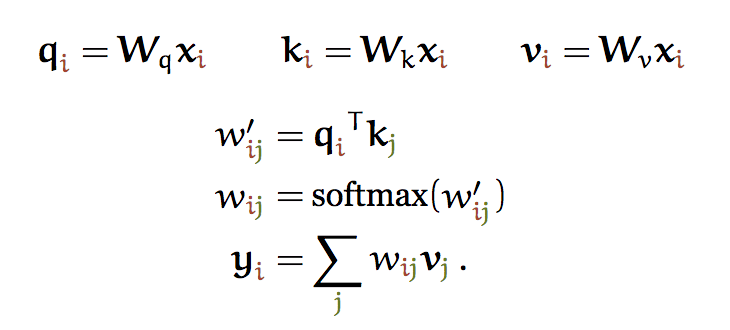 qᵢ = W_q xᵢ    kᵢ = W_k xᵢ    vᵢ = W_v xᵢ
w′ᵢⱼ = qᵢᵀkⱼ
wᵢⱼ = softmax(w′ᵢⱼ)
yᵢ = ∑ⱼ wᵢⱼvⱼ .